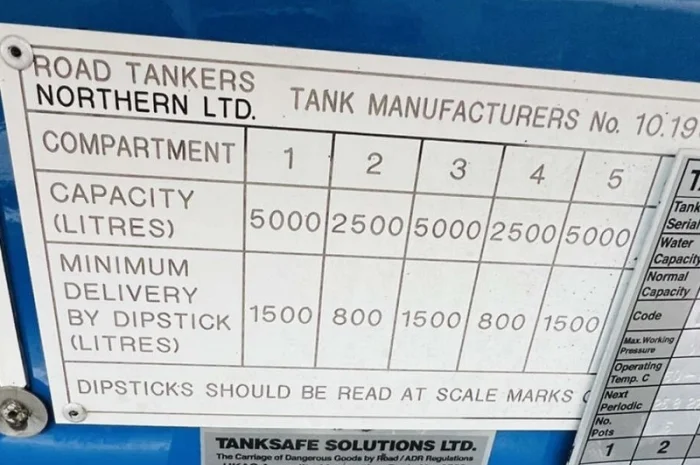 ROAD TANKERS
NORTHERN LTD. TANK MANUFACTURERS No. 10.19
COMPARTMENT 1 2 3 4 5
CAPACITY
(LITRES) 5000 2500 5000 2500 5000
MINIMUM
DELIVERY
BY DIPSTICK 1500 800 1500 800 1500
(LITRES)
DIPSTICKS SHOULD BE READ AT SCALE MARKS
Tank
Serial
Water
Capacity
Normal
Capacity
Code
Max. Working
Pressure
Operating
Temp. C
Next
Periodic
No.
Pots
1 2
TANKSAFE SOLUTIONS LTD.
The Carriage of Dangerous Goods by Road / ADR Regulations